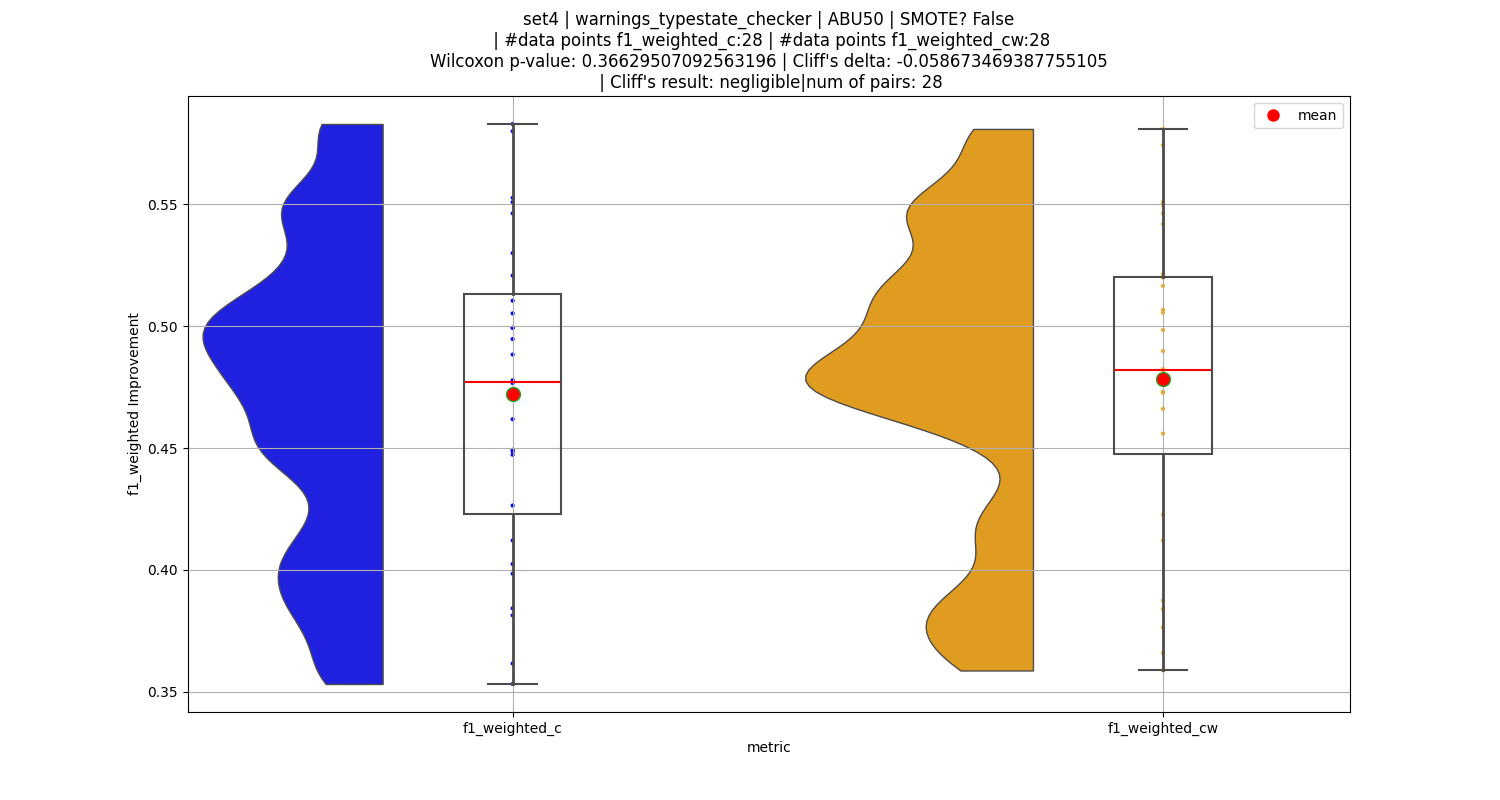 set4 | warnings_typestate_checker | ABU50 | SMOTE? False
| #data points f1_weighted_c:28 | #data points f1_weighted_cw:28
Wilcoxon p-value: 0.36629507092563196 | Cliff's delta: -0.058673469387755105
| Cliff's result: negligible|num of pairs: 28
mean
0.55
0.50
0.45
0.40
0.35
f1_weighted Improvement
f1_weighted_c
f1_weighted_cw
metric